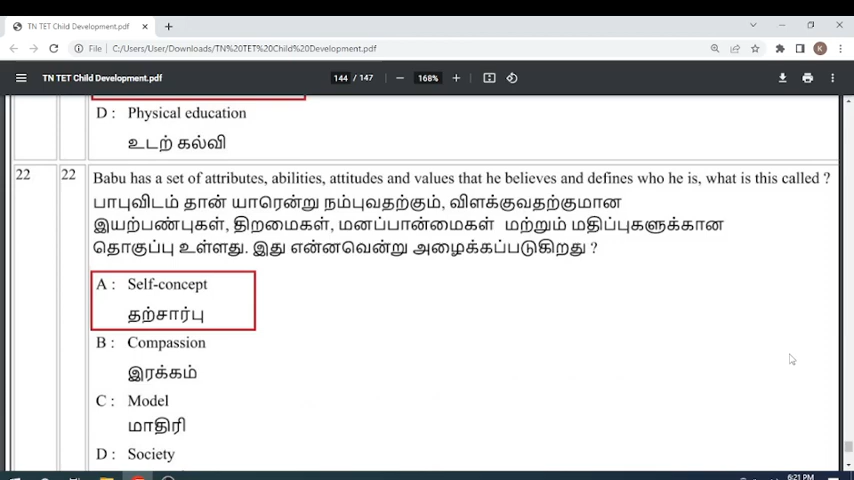 TN TET Child Development.pdf
File
C:/Users/User/Downloads/TN%20TET%20Child%20Development.pdf
K
TN TET Child Development.pdf
144 / 147
168%
D : Physical education
உடற் கல்வி
22 22 Babu has a set of attributes, abilities, attitudes and values that he believes and defines who he is, what is this called ?
பாபுவிடம் தான் யாரென்று நம்புவதற்கும், விளக்குவதற்குமான
இயற்பண்புகள், திறமைகள், மனப்பான்மைகள் மற்றும் மதிப்புகளுக்கான
தொகுப்பு உள்ளது. இது என்னவென்று அழைக்கப்படுகிறது ?
A : Self-concept
தற்சார்பு
B : Compassion
இரக்கம்
C : Model
மாதிரி
D : Society
6:21 PM